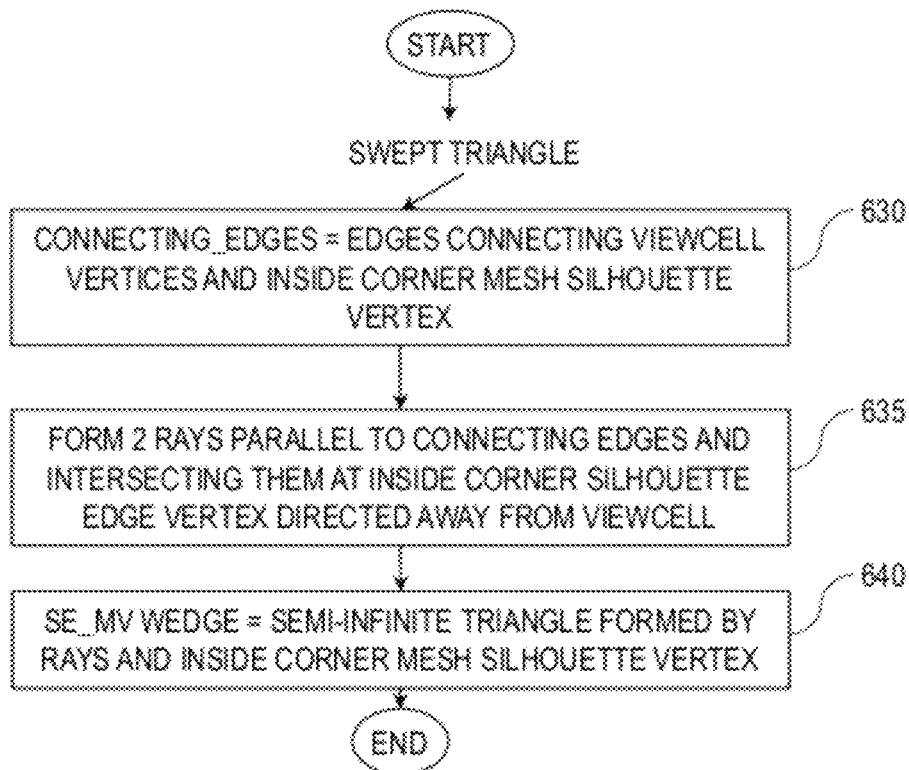 START
SWEPT TRIANGLE
630
CONNECTING_EDGES = EDGES CONNECTING VIEWCELL
VERTICES AND INSIDE CORNER MESH SILHOUETTE
VERTEX
635
FORM 2 RAYS PARALLEL TO CONNECTING EDGES AND
INTERSECTING THEM AT INSIDE CORNER SILHOUETTE
EDGE VERTEX DIRECTED AWAY FROM VIEWCELL
640
SE_MV WEDGE = SEMI-INFINITE TRIANGLE FORMED BY
RAYS AND INSIDE CORNER MESH SILHOUETTE VERTEX
END